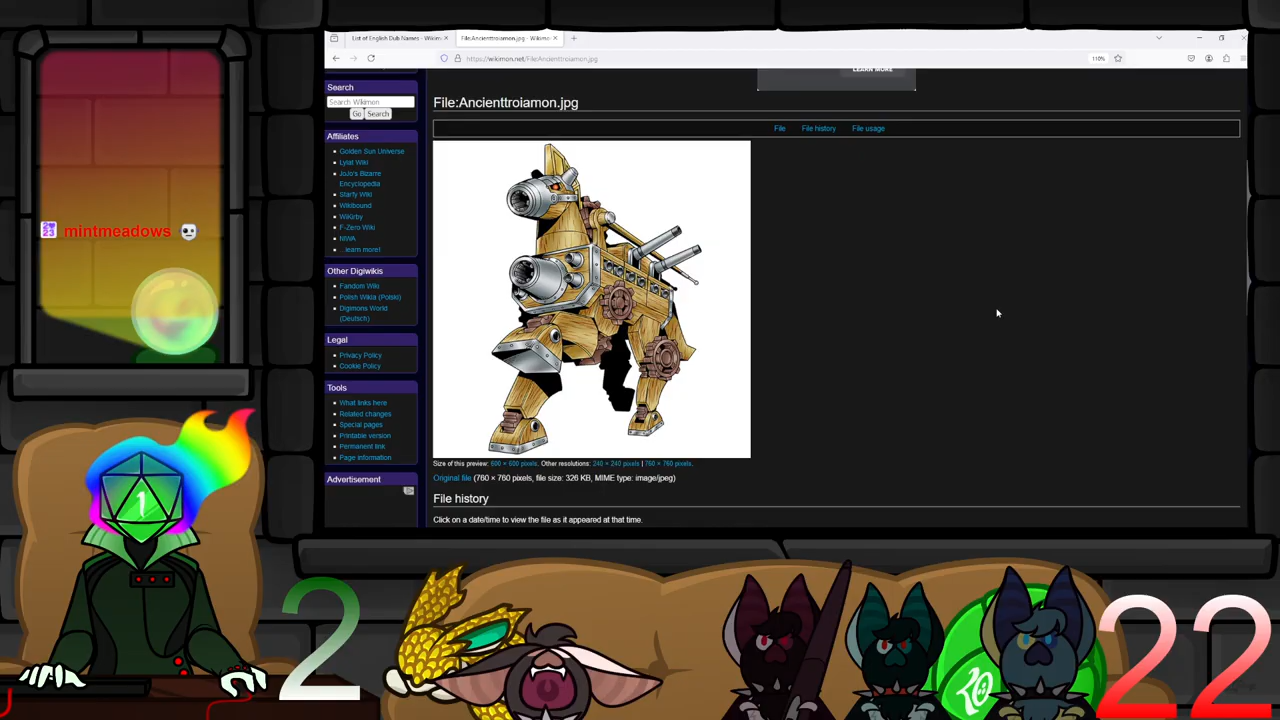 List of English Dub Names - Wikim
File:Ancienttroiamon.jpg - Wikimo
https://wikimon.net/File:Ancienttroiamon.jpg
110%
LEARN MORE
Search
Search Wikimon
Go Search
Affiliates
Golden Sun Universe
Lylat Wiki
JoJo's Bizarre
Encyclopedia
Starfy Wiki
Wikibound
WiKirby
F-Zero Wiki
NIWA
...learn more!
Other Digiwikis
Fandom Wiki
Polish Wikia (Polski)
Digimons World
(Deutsch)
Legal
Privacy Policy
Cookie Policy
Tools
What links here
Related changes
Special pages
Printable version
Permanent link
Page information
Advertisement
File:Ancienttroiamon.jpg
File File history File usage
Size of this preview: 600 × 600 pixels. Other resolutions: 240 × 240 pixels | 760 × 760 pixels.
Original file (760 × 760 pixels, file size: 326 KB, MIME type: image/jpeg)
File history
Click on a date/time to view the file as it appeared at that time.
mintmeadows
1
2
22